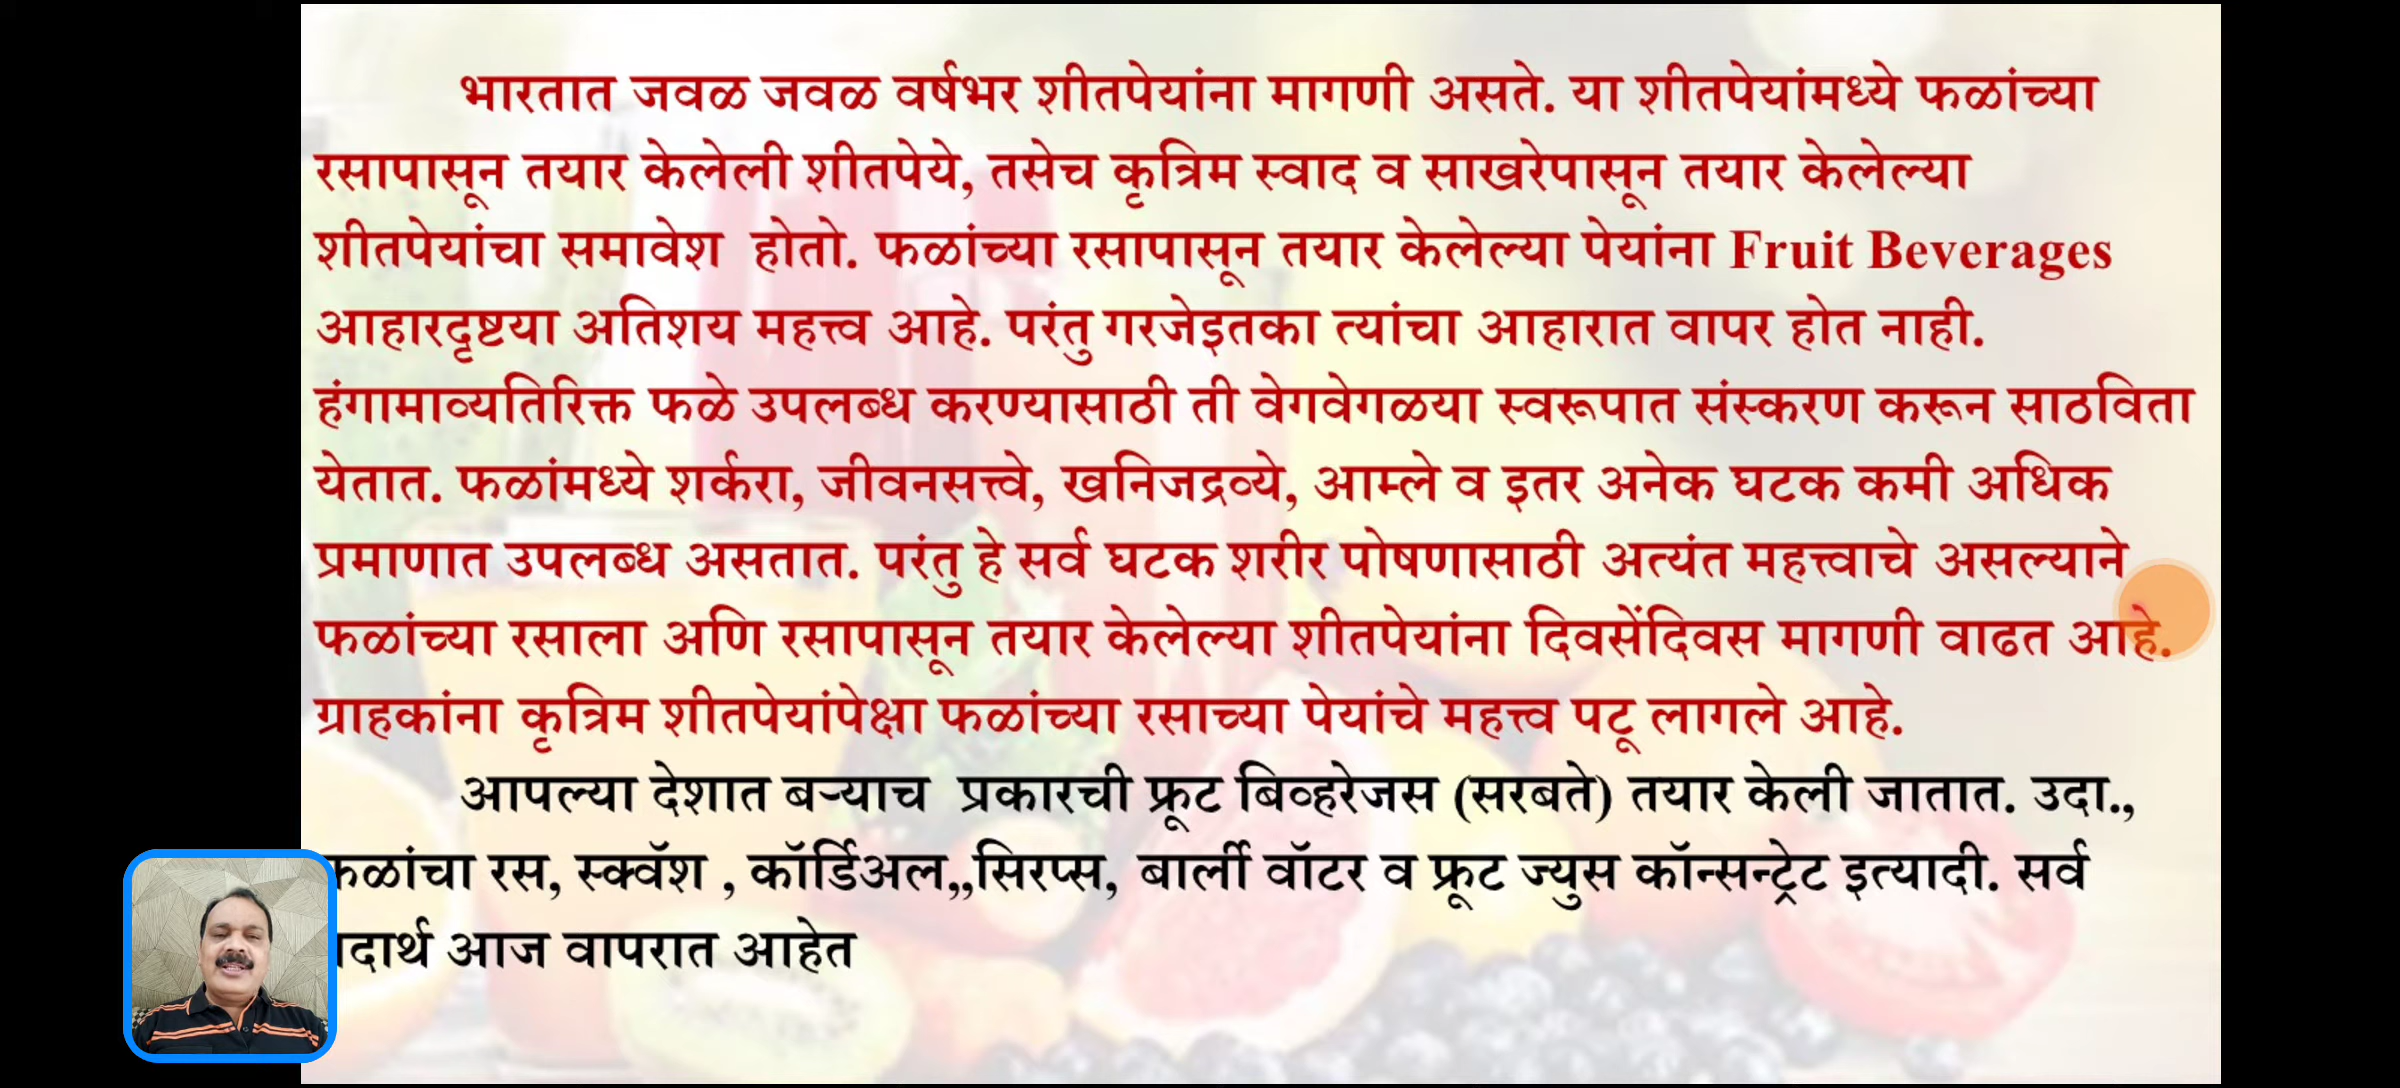 भारतात जवळ जवळ वर्षभर शीतपेयांना मागणी असते. या शीतपेयांमध्ये फळांच्या
रसापासून तयार केलेली शीतपेये, तसेच कृत्रिम स्वाद व साखरेपासून तयार केलेल्या
शीतपेयांचा समावेश होतो. फळांच्या रसापासून तयार केलेल्या पेयांना Fruit Beverages
आहारदृष्टया अतिशय महत्त्व आहे. परंतु गरजेइतका त्यांचा आहारात वापर होत नाही.
हंगामाव्यतिरिक्त फळे उपलब्ध करण्यासाठी ती वेगवेगळया स्वरूपात संस्करण करून साठविता
येतात. फळांमध्ये शर्करा, जीवनसत्त्वे, खनिजद्रव्ये, आम्ले व इतर अनेक घटक कमी अधिक
प्रमाणात उपलब्ध असतात. परंतु हे सर्व घटक शरीर पोषणासाठी अत्यंत महत्त्वाचे असल्याने
फळांच्या रसाला अणि रसापासून तयार केलेल्या शीतपेयांना दिवसेंदिवस मागणी वाढत आहे.
ग्राहकांना कृत्रिम शीतपेयांपेक्षा फळांच्या रसाच्या पेयांचे महत्त्व पटू लागले आहे.
आपल्या देशात बऱ्याच प्रकारची फ्रूट बिव्हरेजस (सरबते) तयार केली जातात. उदा.,
फळांचा रस, स्क्वॅश , कॉर्डिअल,,सिरप्स, बार्ली वॉटर व फ्रूट ज्युस कॉन्सन्ट्रेट इत्यादी. सर्व
पदार्थ आज वापरात आहेत